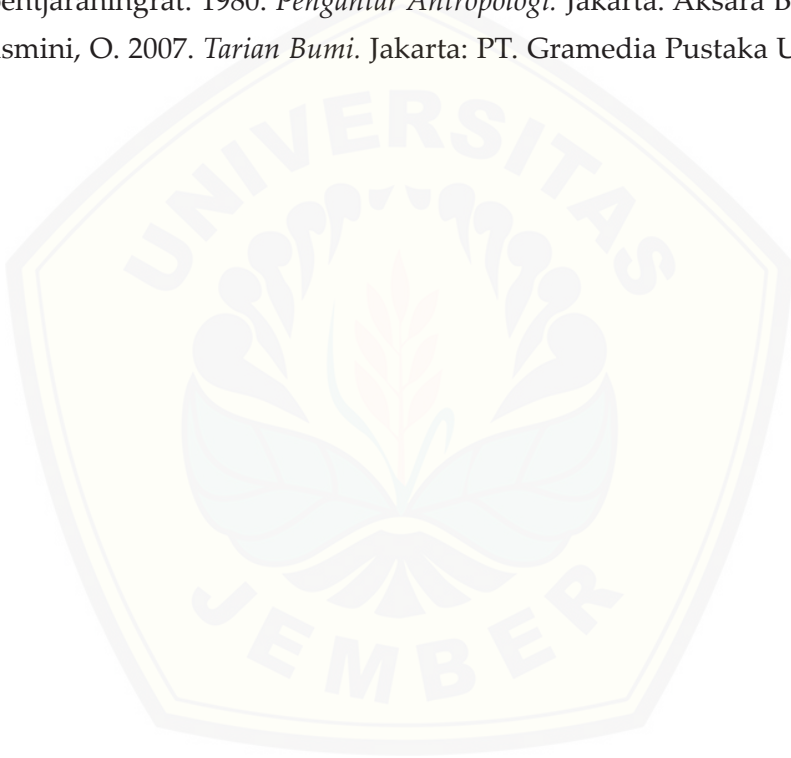 entjaraningrat. 1980. Pengantar Antropologi. Jakarta: Aksara B
smini, O. 2007. Tarian Bumi. Jakarta: PT. Gramedia Pustaka U
UNIVERSITAS
JEMBER